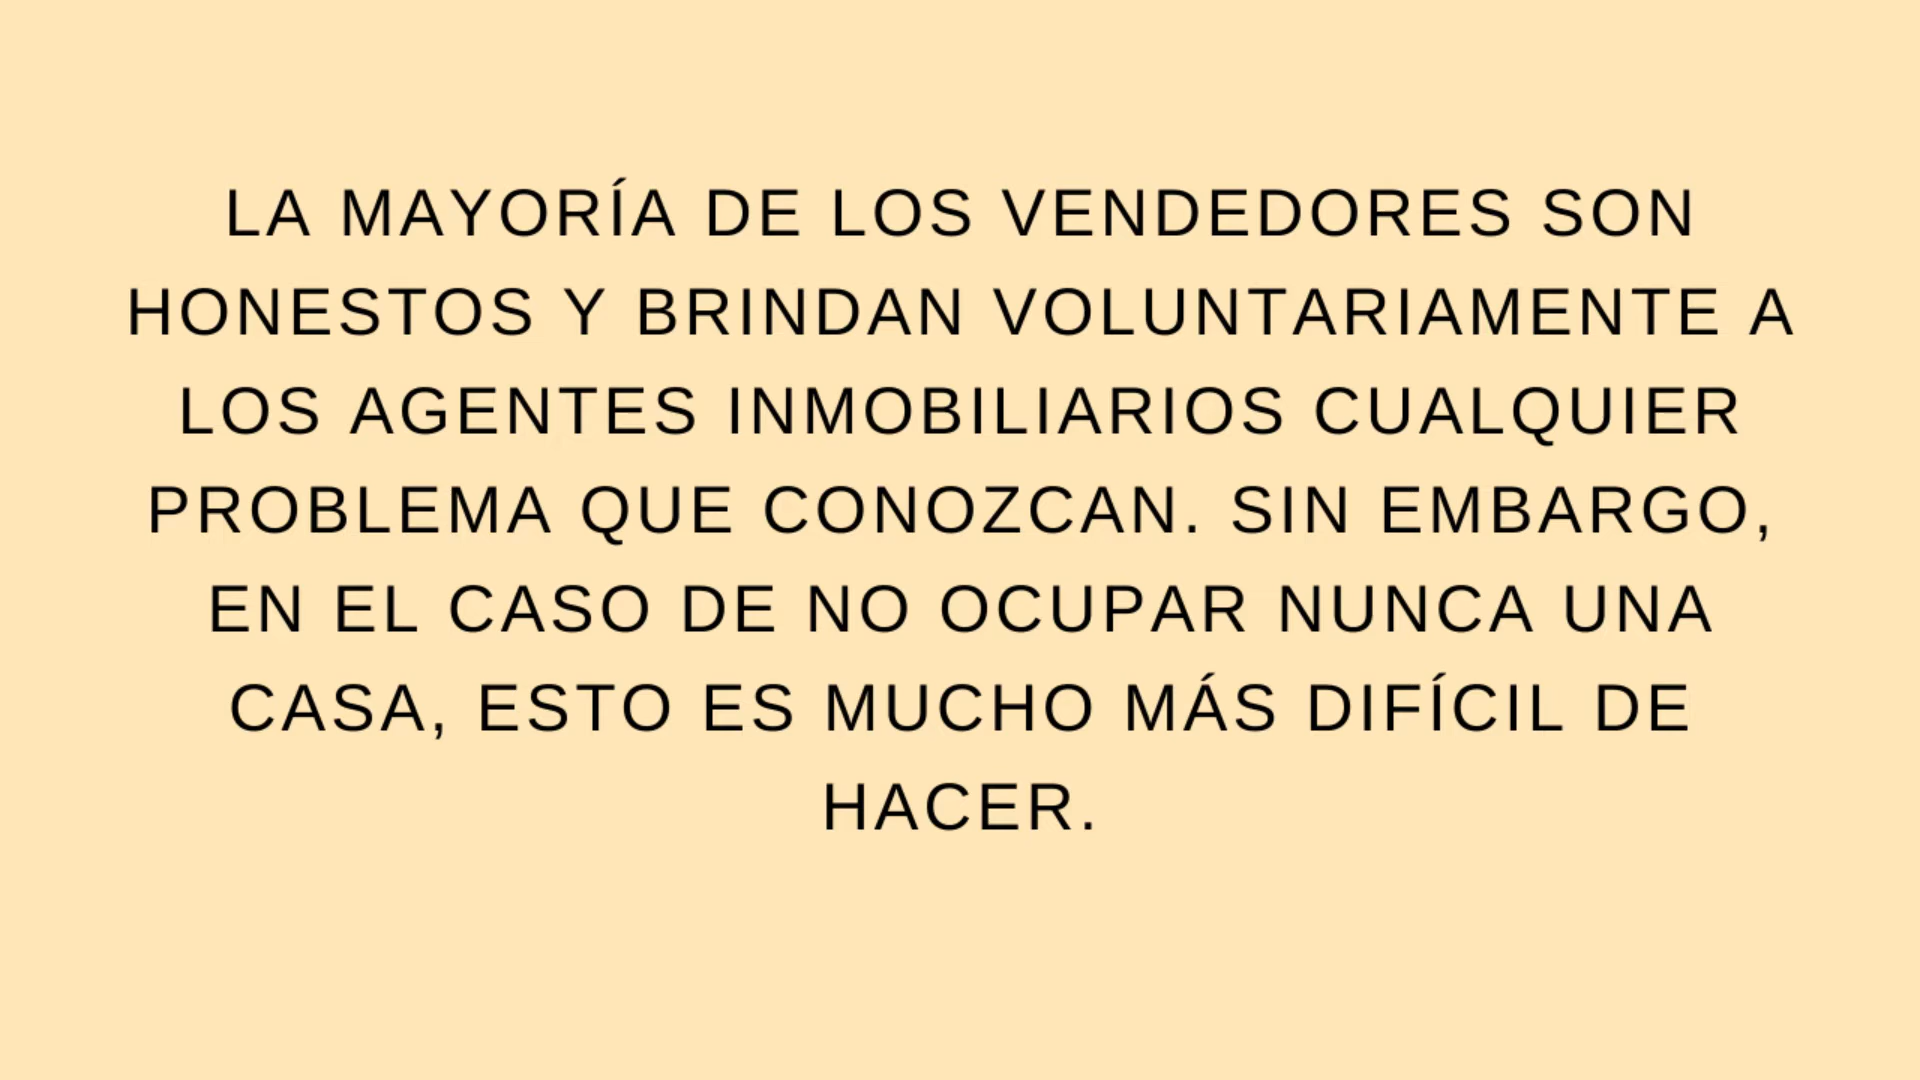 LA MAYORÍA DE LOS VENDEDORES SON
HONESTOS Y BRINDAN VOLUNTARIAMENTE A
LOS AGENTES INMOBILIARIOS CUALQUIER
PROBLEMA QUE CONOZCAN. SIN EMBARGO,
EN EL CASO DE NO OCUPAR NUNCA UNA
CASA, ESTO ES MUCHO MÁS DIFÍCIL DE
HACER.